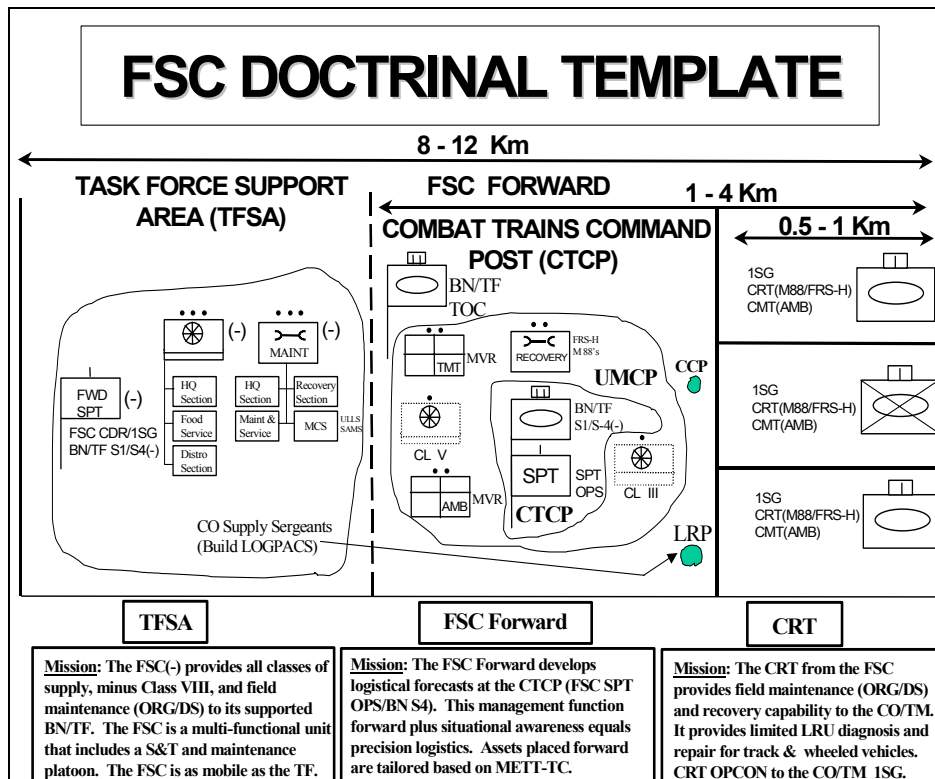 FSC DOCTRINAL TEMPLATE
8 - 12 Km
TASK FORCE SUPPORT
AREA (TFSA)
FSC FORWARD
1 - 4 Km
COMBAT TRAINS COMMAND
POST (CTCP)
0.5 - 1 Km
(-)
MAINT
(-)
FWD
SPT
(-)
FSC CDR/1SG
BN/TF S1/S4(-)
HQ
Section
Food
Service
Distro
Section
HQ
Section
Recovery
Section
Maint &
Service
MCS
ULLS
SAMS
CO Supply Sergeants
(Build LOGPACS)
BN/TF
TOC
TMT
MVR
RECOVERY
FRS-H
M 88's
UMCP
CCP
CL V
BN/TF
S1/S-4(-)
SPT
SPT
OPS
CTCP
CL III
AMB
MVR
LRP
1SG
CRT(M88/FRS-H)
CMT(AMB)
1SG
CRT(M88/FRS-H)
CMT(AMB)
1SG
CRT(M88/FRS-H)
CMT(AMB)
TFSA
Mission: The FSC(-) provides all classes of
supply, minus Class VIII, and field
maintenance (ORG/DS) to its supported
BN/TF. The FSC is a multi-functional unit
that includes a S&T and maintenance
platoon. The FSC is as mobile as the TF.
FSC Forward
Mission: The FSC Forward develops
logistical forecasts at the CTCP (FSC SPT
OPS/BN S4). This management function
forward plus situational awareness equals
precision logistics. Assets placed forward
are tailored based on METT-TC.
CRT
Mission: The CRT from the FSC
provides field maintenance (ORG/DS)
and recovery capability to the CO/TM.
It provides limited LRU diagnosis and
repair for track & wheeled vehicles.
CRT OPCON to the CO/TM 1SG.